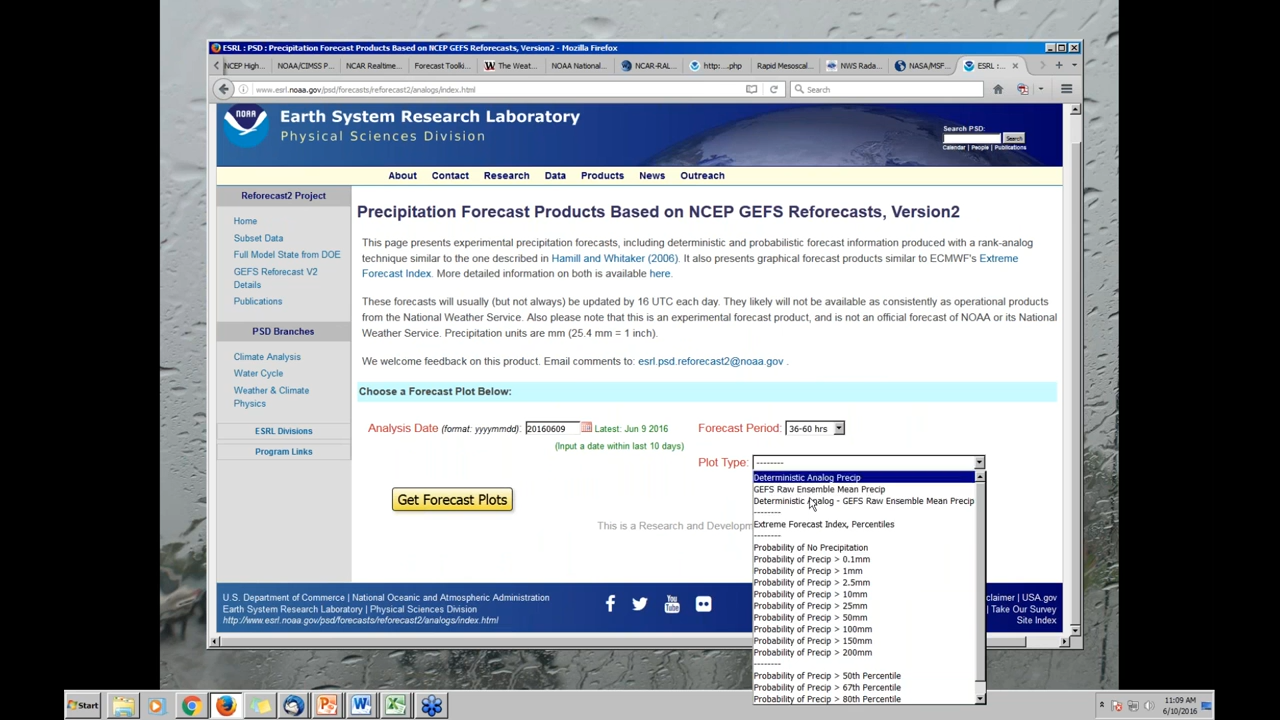 ESRL : PSD : Precipitation Forecast Products Based on NCEP GEFS Reforecasts, Version2 - Mozilla Firefox
NCEP High...
NOAA/CIMSS P...
NCAR Realtime...
Forecast Toolki...
The Weat...
NOAA National...
NCAR-RAL...
http: ...php
Rapid Mesoscal...
NWS Rada...
NASA/MSF...
ESRL :...
www.esrl.noaa.gov/psd/forecasts/reforecast2/analogs/index.html
Search
NOAA
Earth System Research Laboratory
Physical Sciences Division
Search PSD:
Search
Calendar | People | Publications
About
Contact
Research
Data
Products
News
Outreach
Reforecast2 Project
Home
Subset Data
Full Model State from DOE
GEFS Reforecast V2
Details
Publications
PSD Branches
Climate Analysis
Water Cycle
Weather & Climate
Physics
ESRL Divisions
Program Links
Precipitation Forecast Products Based on NCEP GEFS Reforecasts, Version2
This page presents experimental precipitation forecasts, including deterministic and probabilistic forecast information produced with a rank-analog
technique similar to the one described in Hamill and Whitaker (2006). It also presents graphical forecast products similar to ECMWF's Extreme
Forecast Index. More detailed information on both is available here.
These forecasts will usually (but not always) be updated by 16 UTC each day. They likely will not be available as consistently as operational products
from the National Weather Service. Also please note that this is an experimental forecast product, and is not an official forecast of NOAA or its National
Weather Service. Precipitation units are mm (25.4 mm = 1 inch).
We welcome feedback on this product. Email comments to: esrl.psd.reforecast2@noaa.gov .
Choose a Forecast Plot Below:
Analysis Date (format: yyyymmdd): 20160609 Latest: Jun 9 2016
(Input a date within last 10 days)
Forecast Period: 36-60 hrs
Plot Type: --------
Get Forecast Plots
This is a Research and Developm
Deterministic Analog Precip
GEFS Raw Ensemble Mean Precip
Deterministic Analog - GEFS Raw Ensemble Mean Precip
--------
Extreme Forecast Index, Percentiles
--------
Probability of No Precipitation
Probability of Precip > 0.1mm
Probability of Precip > 1mm
Probability of Precip > 2.5mm
Probability of Precip > 10mm
Probability of Precip > 25mm
Probability of Precip > 50mm
Probability of Precip > 100mm
Probability of Precip > 150mm
Probability of Precip > 200mm
--------
Probability of Precip > 50th Percentile
Probability of Precip > 67th Percentile
Probability of Precip > 80th Percentile
U.S. Department of Commerce | National Oceanic and Atmospheric Administration
Earth System Research Laboratory | Physical Sciences Division
http://www.esrl.noaa.gov/psd/forecasts/reforecast2/analogs/index.html
You
Tube
claimer | USA.gov
| Take Our Survey
Site Index
Start
11:09 AM
6/10/2016